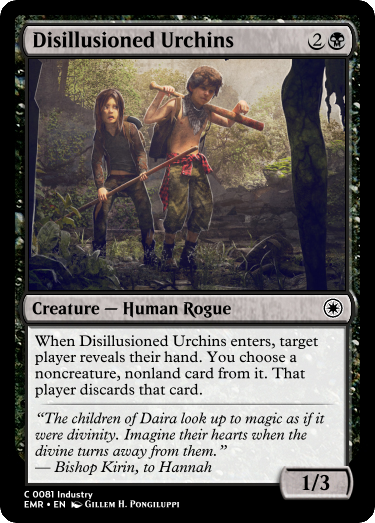 Disillusioned Urchins 2
Creature — Human Rogue
When Disillusioned Urchins enters, target
player reveals their hand. You choose a
noncreature, nonland card from it. That
player discards that card.
“The children of Daira look up to magic as if it
were divinity. Imagine their hearts when the
divine turns away from them.”
— Bishop Kirin, to Hannah
1/3
C 0081 Industry
EMR • EN Gillem H. Pongiluppi